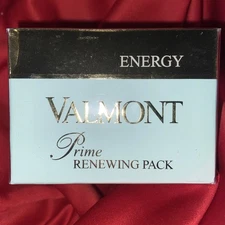 ENERGY
VALMONT
Prime
RENEWING PACK